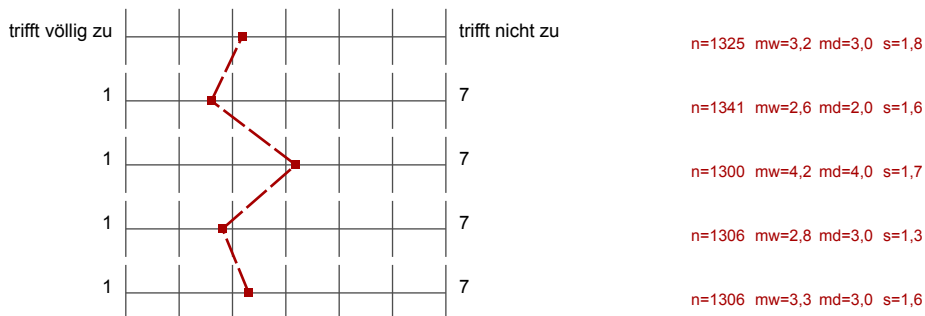 trifft völlig zu trifft nicht zu n=1325 mw=3,2 md=3,0 s=1,8
1 7 n=1341 mw=2,6 md=2,0 s=1,6
1 7 n=1300 mw=4,2 md=4,0 s=1,7
1 7 n=1306 mw=2,8 md=3,0 s=1,3
1 7 n=1306 mw=3,3 md=3,0 s=1,6